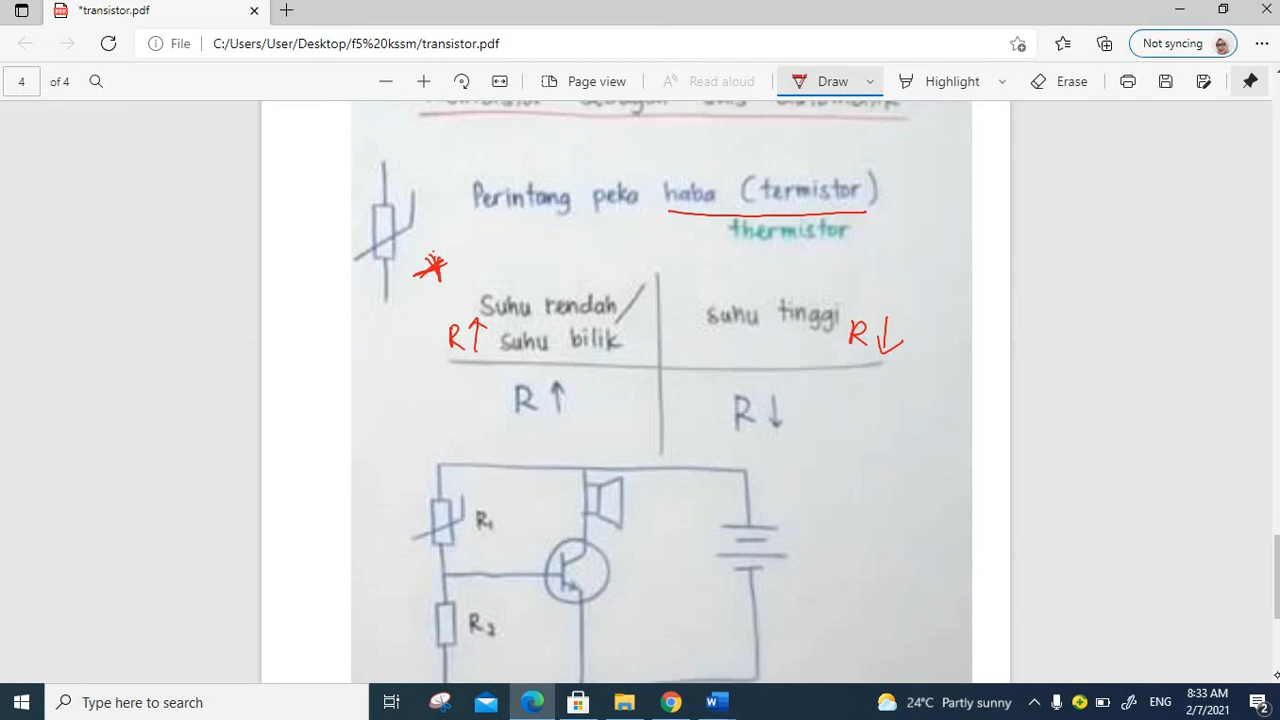 *transistor.pdf
File
C:/Users/User/Desktop/f5%20kssm/transistor.pdf
Not syncing
4 of 4
Page view
Read aloud
Draw
Highlight
Erase
Perintang peka haba (termistor)
thermistor
Suhu rendah/
suhu bilik
R↑
suhu tinggi
R↓
R↑
R↓
R1
R2
Type here to search
24°C Partly sunny
ENG
8:33 AM
2/7/2021
2